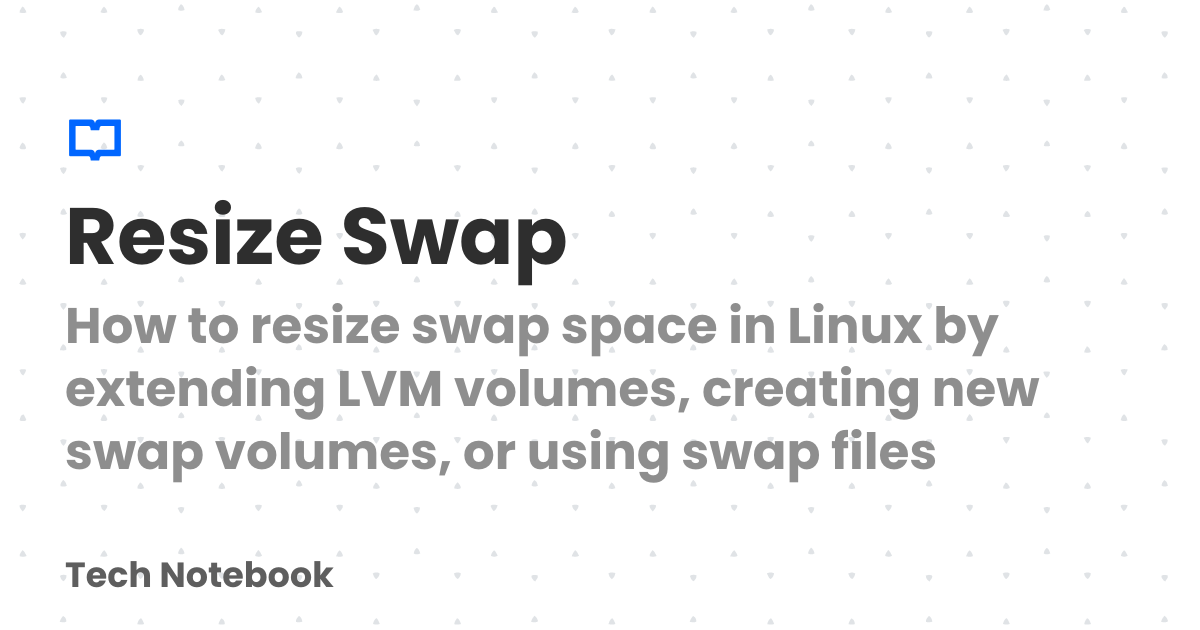 Resize Swap
How to resize swap space in Linux by
extending LVM volumes, creating new
swap volumes, or using swap files
Tech Notebook